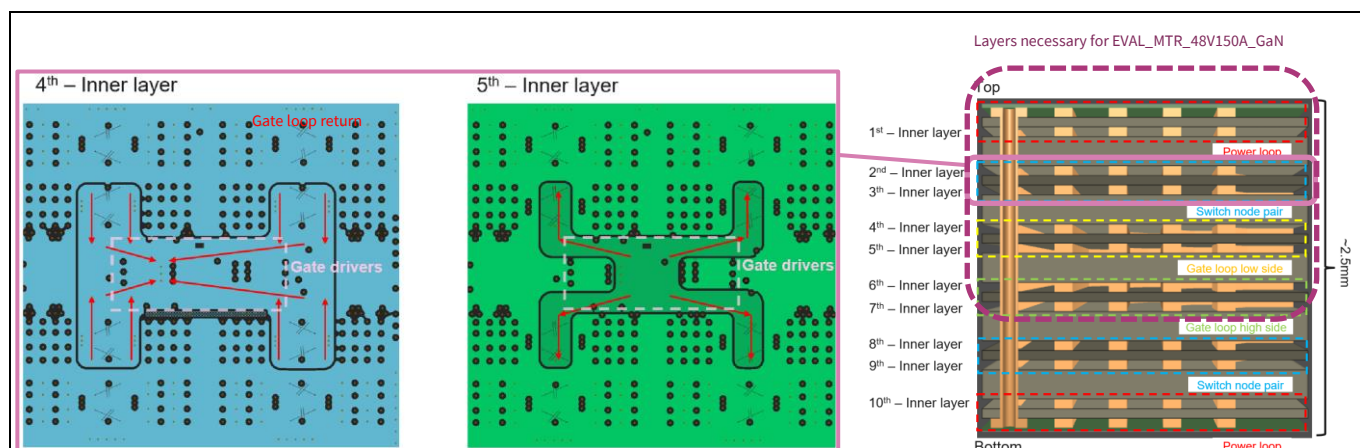 Layers necessary for EVAL_MTR_48V150A_GaN
4th – Inner layer
Gate loop return
Gate drivers
5th – Inner layer
Gate drivers
Top
1st – Inner layer
Power loop
2nd – Inner layer
3th – Inner layer
Switch node pair
4th – Inner layer
5th – Inner layer
Gate loop low side
6th – Inner layer
7th – Inner layer
Gate loop high side
8th – Inner layer
9th – Inner layer
Switch node pair
10th – Inner layer
Bottom
Power loop
~2.5mm